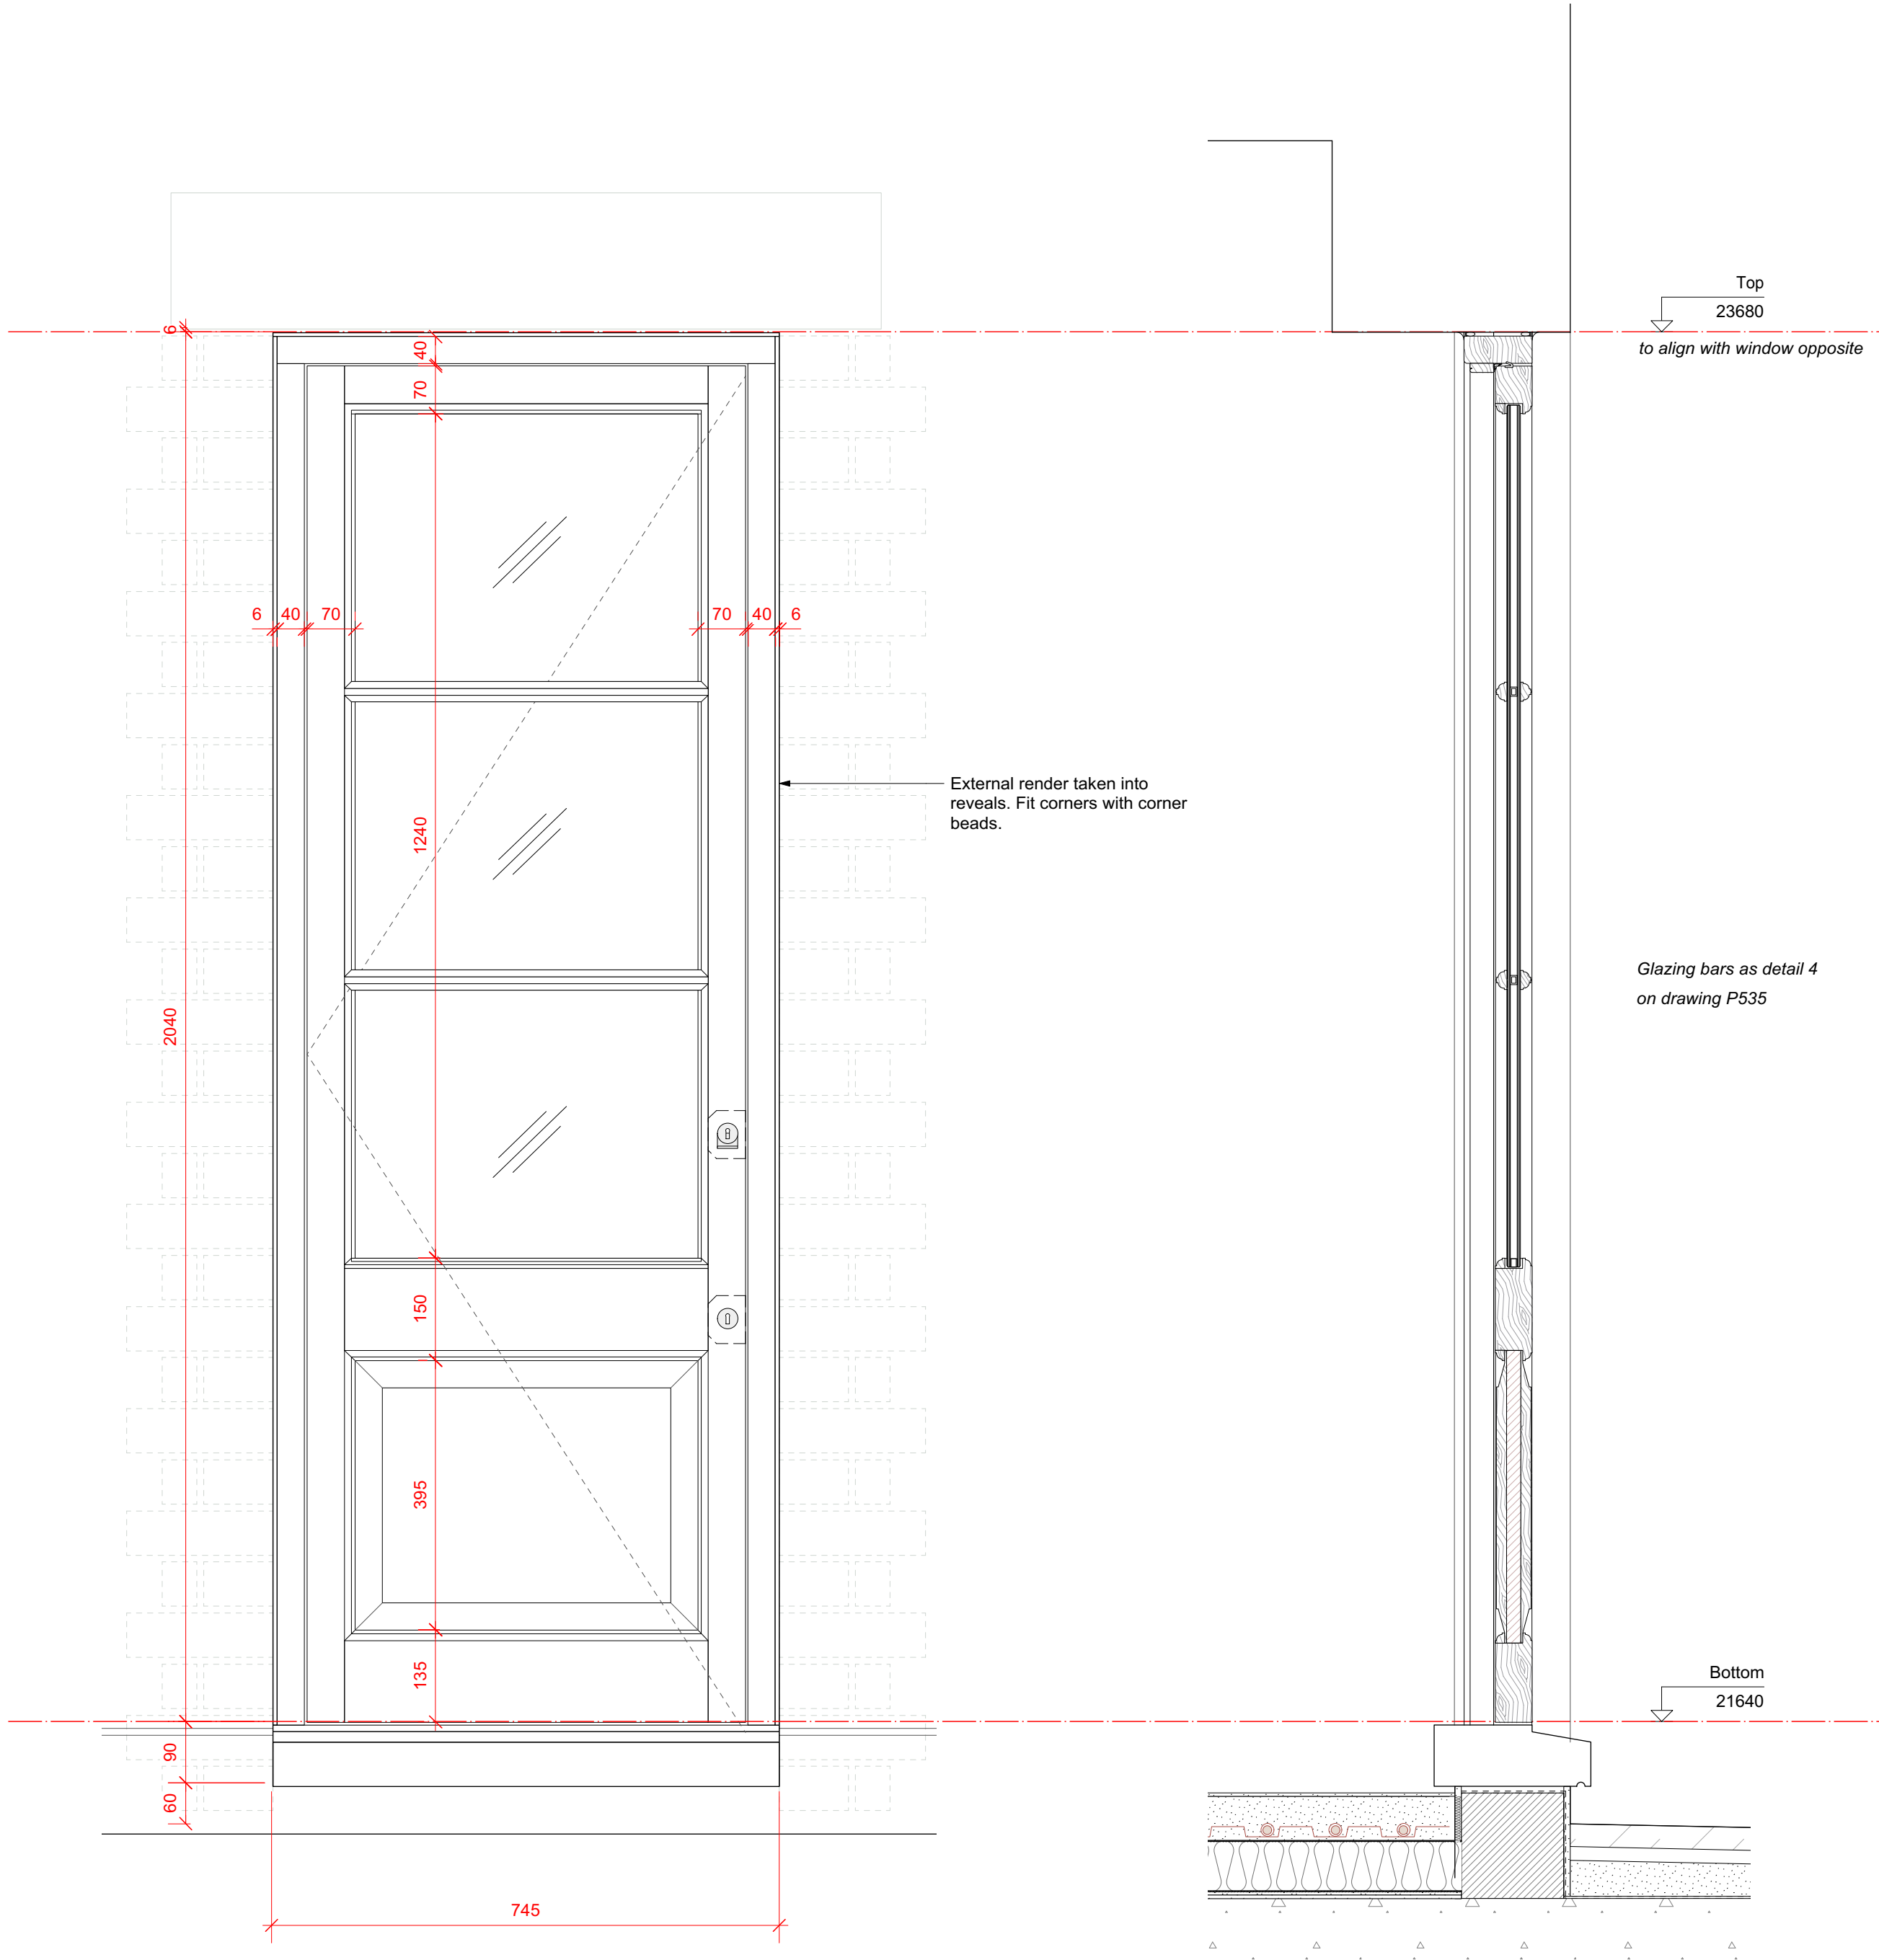 Top
23680
to align with window opposite
6
40
70
6 40 70 70 40 6
External render taken into
reveals. Fit corners with corner
beads.
1240
Glazing bars as detail 4
on drawing P535
2040
150
395
135
Bottom
21640
90
60
745